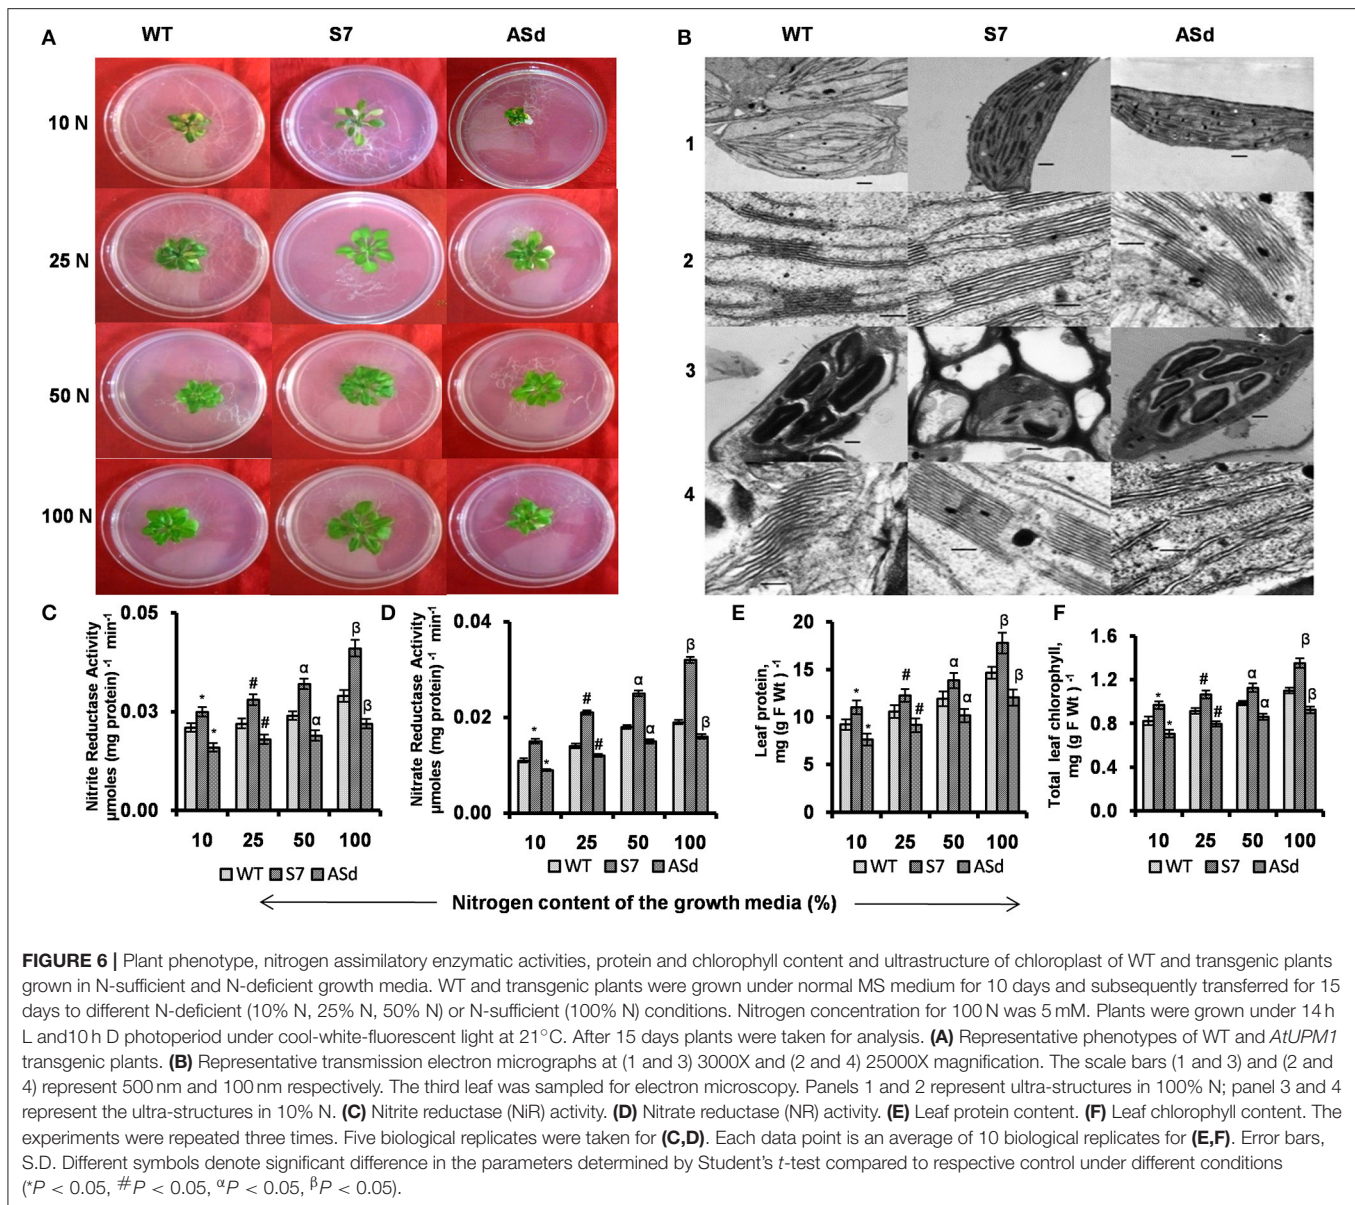 A
WT
S7
ASd
10 N
25 N
50 N
100 N
B
WT
S7
ASd
1
2
3
4
C
Nitrite Reductase Activity
µmoles (mg protein) -1 min-1
0.05
0.03
0.00
*
*
#
#
α
α
β
β
10 25 50 100
WT S7 ASd
D
Nitrate Reductase Activity
µmoles (mg protein) -1 min-1
0.04
0.02
0.00
*
*
#
#
α
α
β
β
10 25 50 100
WT S7 ASd
E
Leaf protein,
mg (g F Wt ) -1
20
15
10
5
0
*
*
#
#
α
α
β
β
10 25 50 100
WT S7 ASd
F
Total leaf chlorophyll,
mg (g F Wt ) -1
1.6
1.2
0.8
0.4
0.0
*
*
#
#
α
α
β
β
10 25 50 100
WT S7 ASd
Nitrogen content of the growth media (%)
FIGURE 6 | Plant phenotype, nitrogen assimilatory enzymatic activities, protein and chlorophyll content and ultrastructure of chloroplast of WT and transgenic plants
grown in N-sufficient and N-deficient growth media. WT and transgenic plants were grown under normal MS medium for 10 days and subsequently transferred for 15
days to different N-deficient (10% N, 25% N, 50% N) or N-sufficient (100% N) conditions. Nitrogen concentration for 100 N was 5 mM. Plants were grown under 14 h
L and10 h D photoperiod under cool-white-fluorescent light at 21°C. After 15 days plants were taken for analysis. (A) Representative phenotypes of WT and AtUPM1
transgenic plants. (B) Representative transmission electron micrographs at (1 and 3) 3000X and (2 and 4) 25000X magnification. The scale bars (1 and 3) and (2 and
4) represent 500 nm and 100 nm respectively. The third leaf was sampled for electron microscopy. Panels 1 and 2 represent ultra-structures in 100% N; panel 3 and 4
represent the ultra-structures in 10% N. (C) Nitrite reductase (NiR) activity. (D) Nitrate reductase (NR) activity. (E) Leaf protein content. (F) Leaf chlorophyll content. The
experiments were repeated three times. Five biological replicates were taken for (C,D). Each data point is an average of 10 biological replicates for (E,F). Error bars,
S.D. Different symbols denote significant difference in the parameters determined by Student's t-test compared to respective control under different conditions
(*P < 0.05, #P < 0.05, αP < 0.05, βP < 0.05).